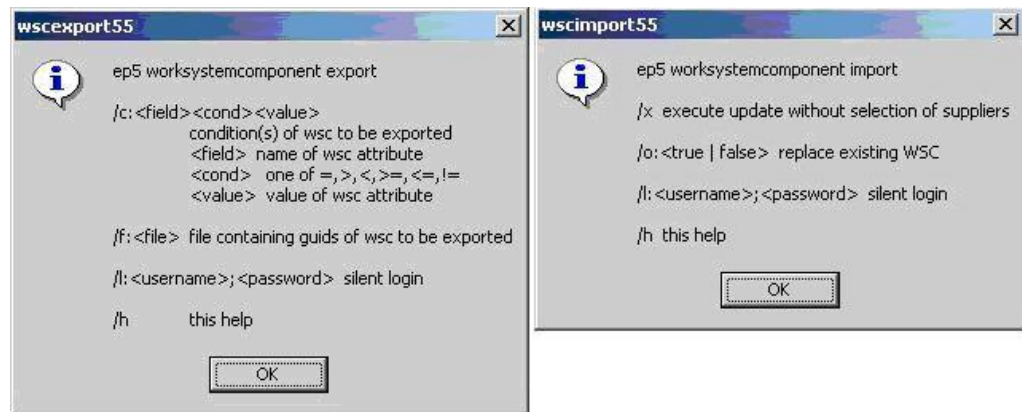 wscexport55
ep5 worksystemcomponent export
/c:<field><cond><value>
condition(s) of wsc to be exported
<field> name of wsc attribute
<cond> one of =,>,<,>=,<=,!=
<value> value of wsc attribute
/f:<file> file containing guids of wsc to be exported
/l:<username>;<password> silent login
/h this help
OK
wscimport55
ep5 worksystemcomponent import
/x execute update without selection of suppliers
/o:<true | false> replace existing WSC
/l:<username>;<password> silent login
/h this help
OK